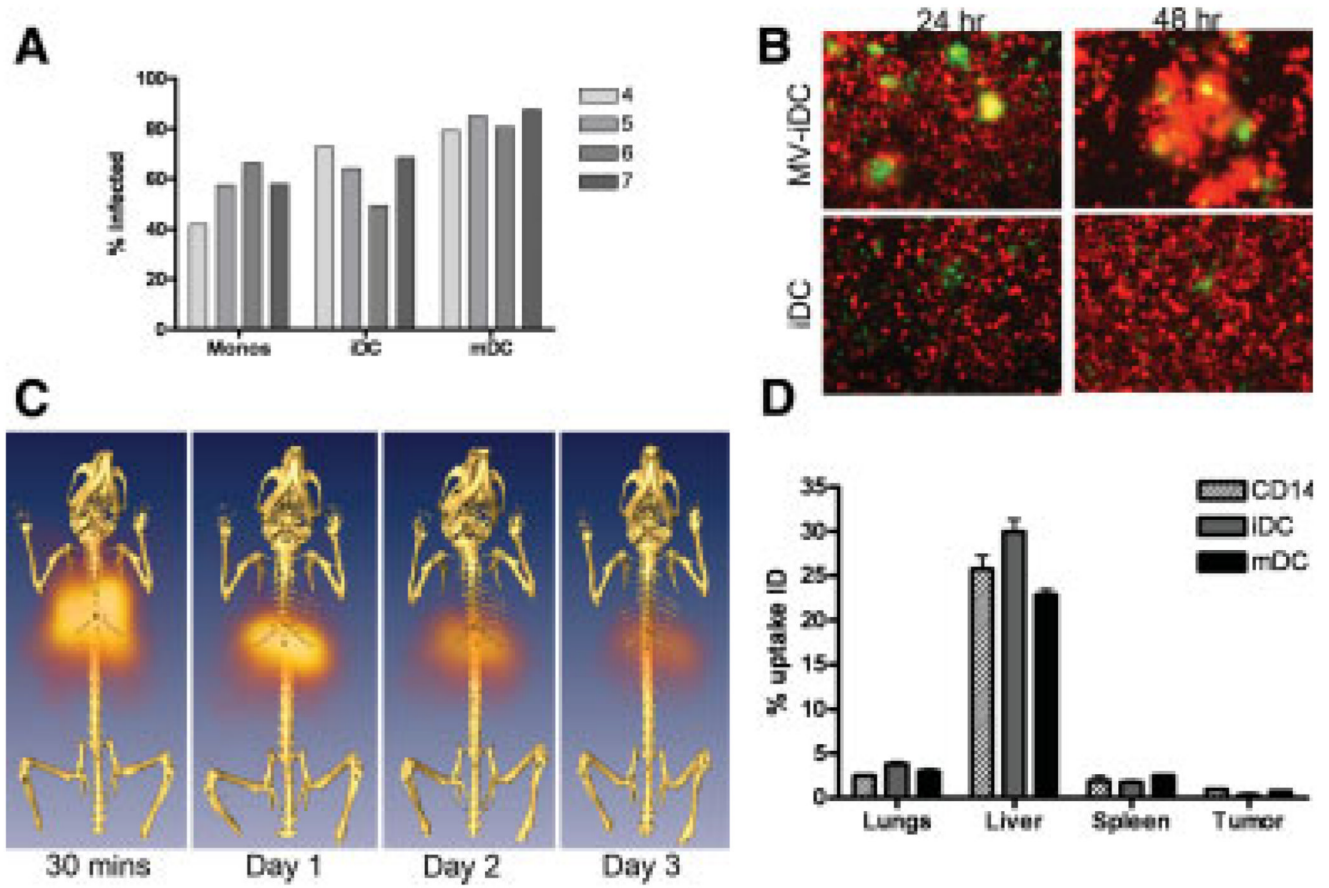 A
100
80
60
40
20
0
% infected
Monos
iDC
mDC
4
5
6
7
B
24 hr
48 hr
MV-iDC
iDC
C
30 mins
Day 1
Day 2
Day 3
D
35
30
25
20
15
10
5
0
% uptake ID
Lungs
Liver
Spleen
Tumor
CD14
iDC
mDC